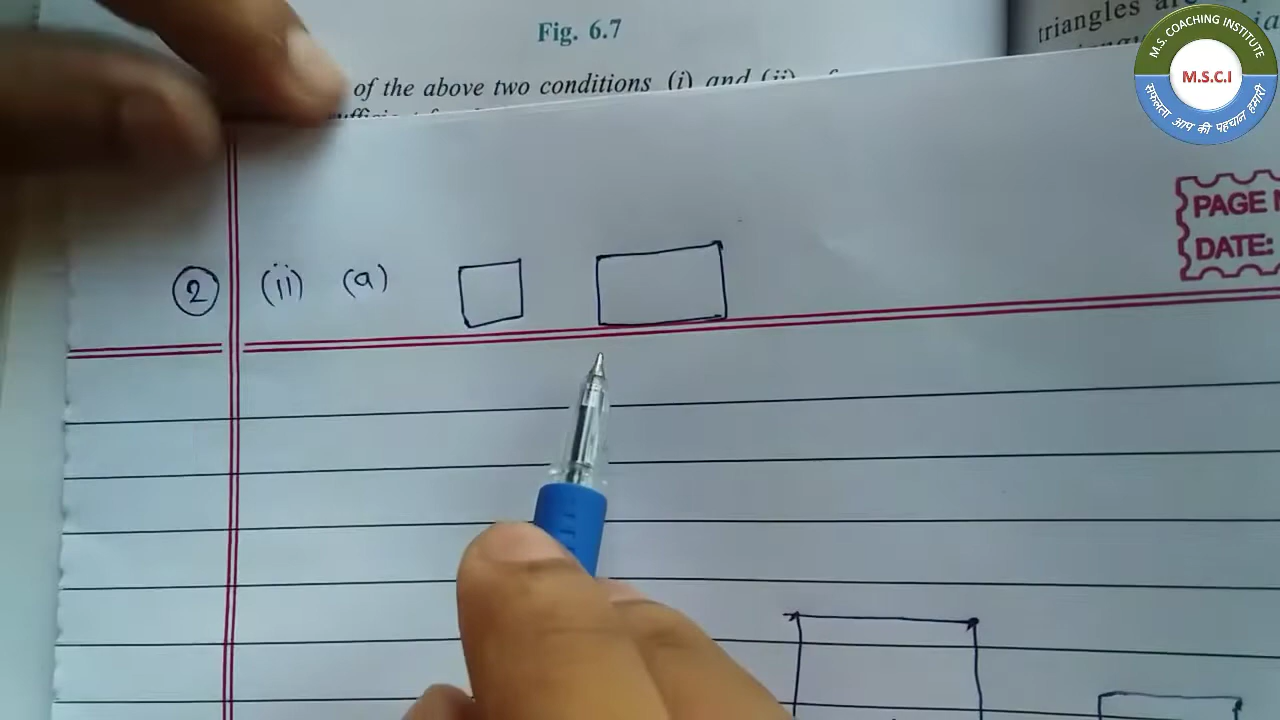 Fig. 6.7
triangles are
of the above two conditions (i) and (ii)
M.S. COACHING INSTITUTE
M.S.C.I
सफलता आप की पहचान हमारी
PAGE
DATE:
2 (ii) (a)